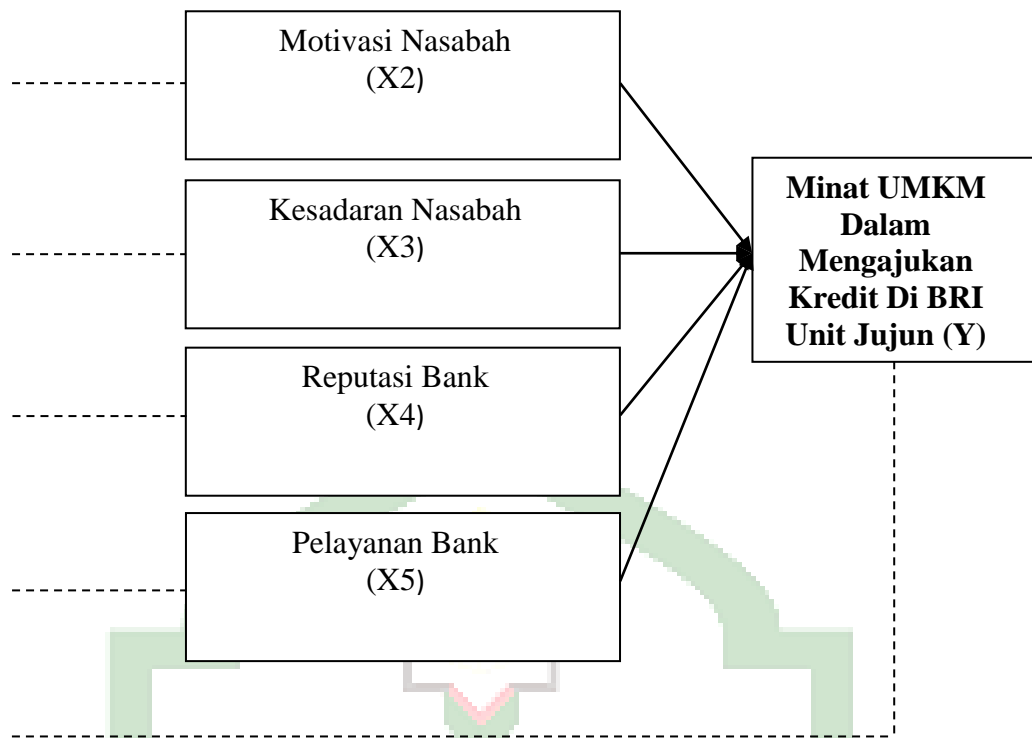 Motivasi Nasabah
(X2)
Kesadaran Nasabah
(X3)
Reputasi Bank
(X4)
Pelayanan Bank
(X5)
Minat UMKM
Dalam
Mengajukan
Kredit Di BRI
Unit Jujun (Y)